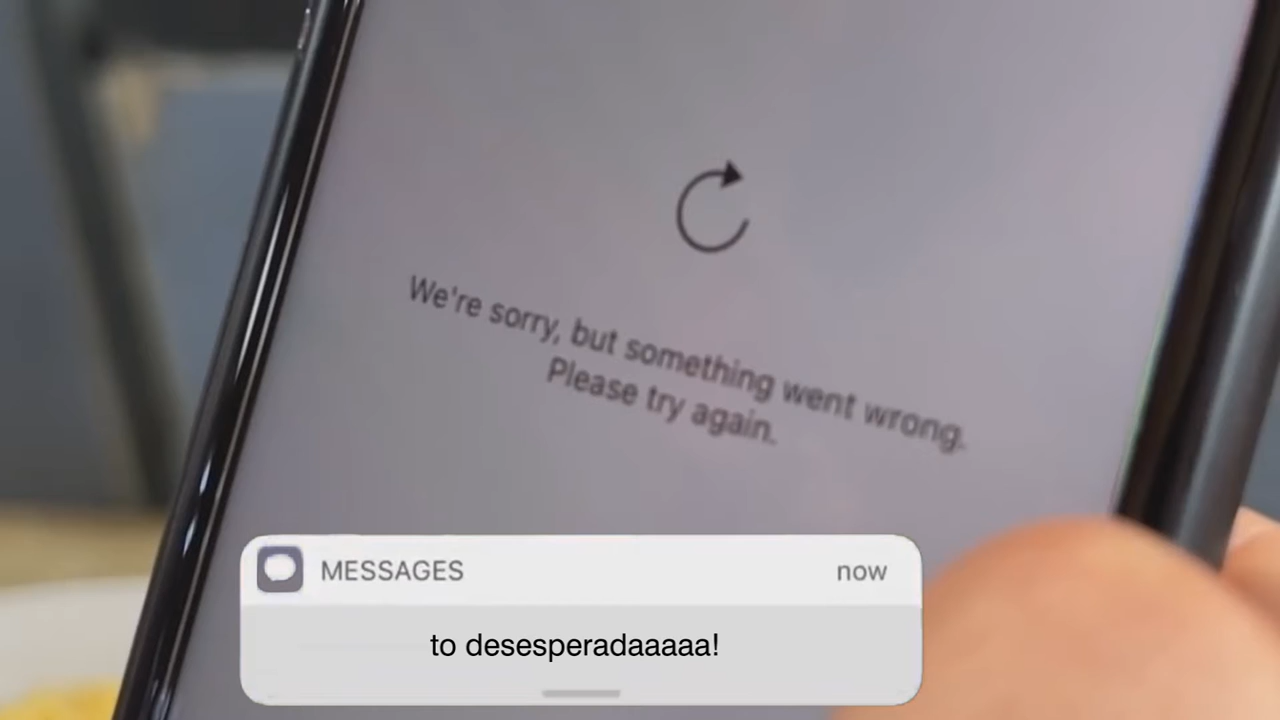 We're sorry, but something went wrong.
Please try again.
MESSAGES
now
to desesperadaaaaa!